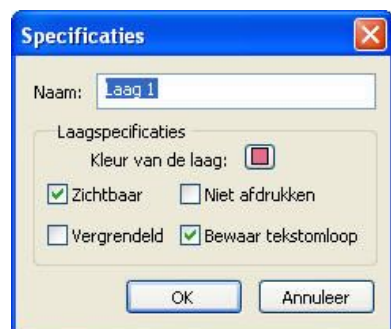 Specificaties
Naam: Laag 1
Laagspecificaties
Kleur van de laag:
Zichtbaar Niet afdrukken
Vergrendeld Bewaar tekstomloop
OK Annuleer